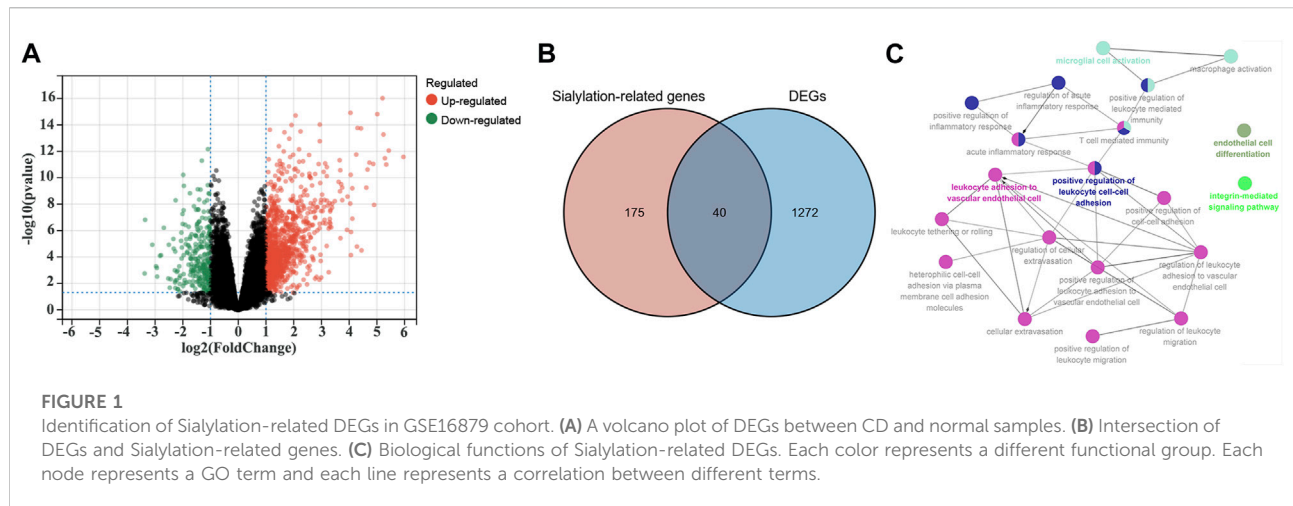 A
-log10(pvalue)
16
14
12
10
8
6
4
2
0
-6 -5 -4 -3 -2 -1 0 1 2 3 4 5 6
log2(FoldChange)
Regulated
Up-regulated
Down-regulated
B
Sialylation-related genes
DEGs
175
40
1272
C
microglial cell activation
macrophage activation
regulation of acute
inflammatory response
positive regulation of
leukocyte mediated
immunity
positive regulation of
inflammatory response
T cell mediated immunity
acute inflammatory response
endothelial cell
differentiation
leukocyte adhesion to
vascular endothelial cell
positive regulation of
leukocyte cell-cell
adhesion
integrin-mediated
signaling pathway
positive regulation of
cell-cell adhesion
leukocyte tethering or rolling
regulation of cellular
extravasation
heterophilic cell-cell
adhesion via plasma
membrane cell adhesion
molecules
positive regulation of
leukocyte adhesion to
vascular endothelial cell
regulation of leukocyte
adhesion to vascular
endothelial cell
cellular extravasation
regulation of leukocyte
migration
positive regulation of
leukocyte migration
FIGURE 1
Identification of Sialylation-related DEGs in GSE16879 cohort. (A) A volcano plot of DEGs between CD and normal samples. (B) Intersection of
DEGs and Sialylation-related genes. (C) Biological functions of Sialylation-related DEGs. Each color represents a different functional group. Each
node represents a GO term and each line represents a correlation between different terms.